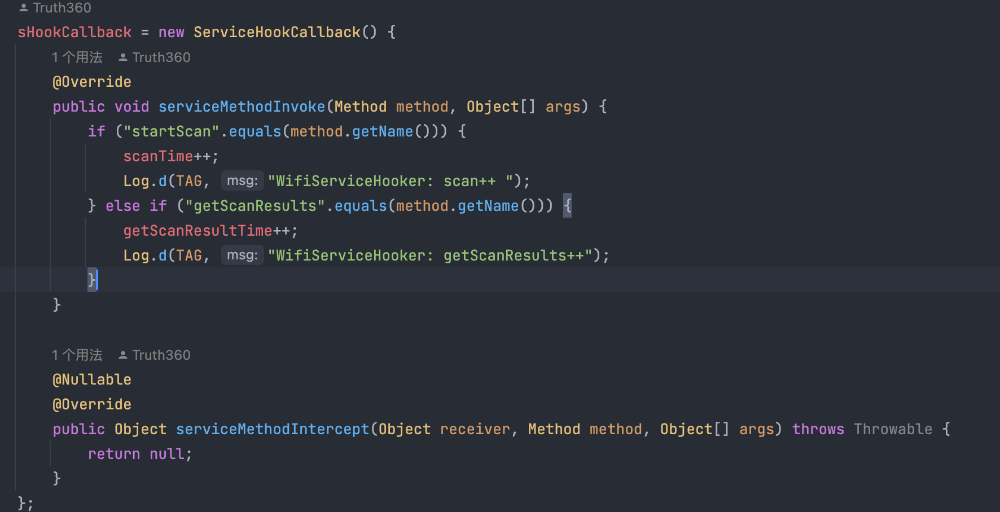 Truth360
sHookCallback = new ServiceHookCallback() {
1 个用法 Truth360
@Override
public void serviceMethodInvoke(Method method, Object[] args) {
if ("startScan".equals(method.getName())) {
scanTime++;
Log.d(TAG, msg: "WifiServiceHooker: scan++ ");
} else if ("getScanResults".equals(method.getName())) {
getScanResultTime++;
Log.d(TAG, msg: "WifiServiceHooker: getScanResults++");
}
}
1 个用法 Truth360
@Nullable
@Override
public Object serviceMethodIntercept(Object receiver, Method method, Object[] args) throws Throwable {
return null;
}
};